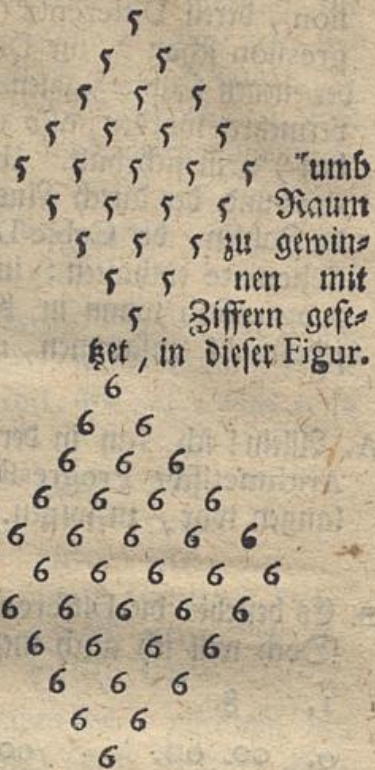 5
5 5
5 5 5
5 5 5 5
5 5 5 5 5 umb
5 5 5 5 Raum
5 5 5 zu gewin⸗
5 5 nen mit
5 Ziffern gese⸗
tzet, in dieser Figur.
6
6 6
6 6 6
6 6 6 6
6 6 6 6 6
6 6 6 6 6
6 6 6 6 6
6 6 6 6
6 6 6
6 6
6